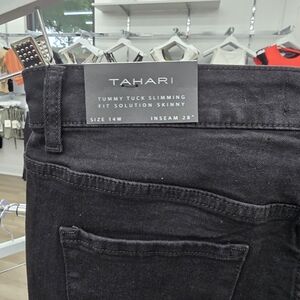 TAHARI
TUMMY TUCK SLIMMING
FIT SOLUTION SKINNY
SIZE 14W INSEAM 28"